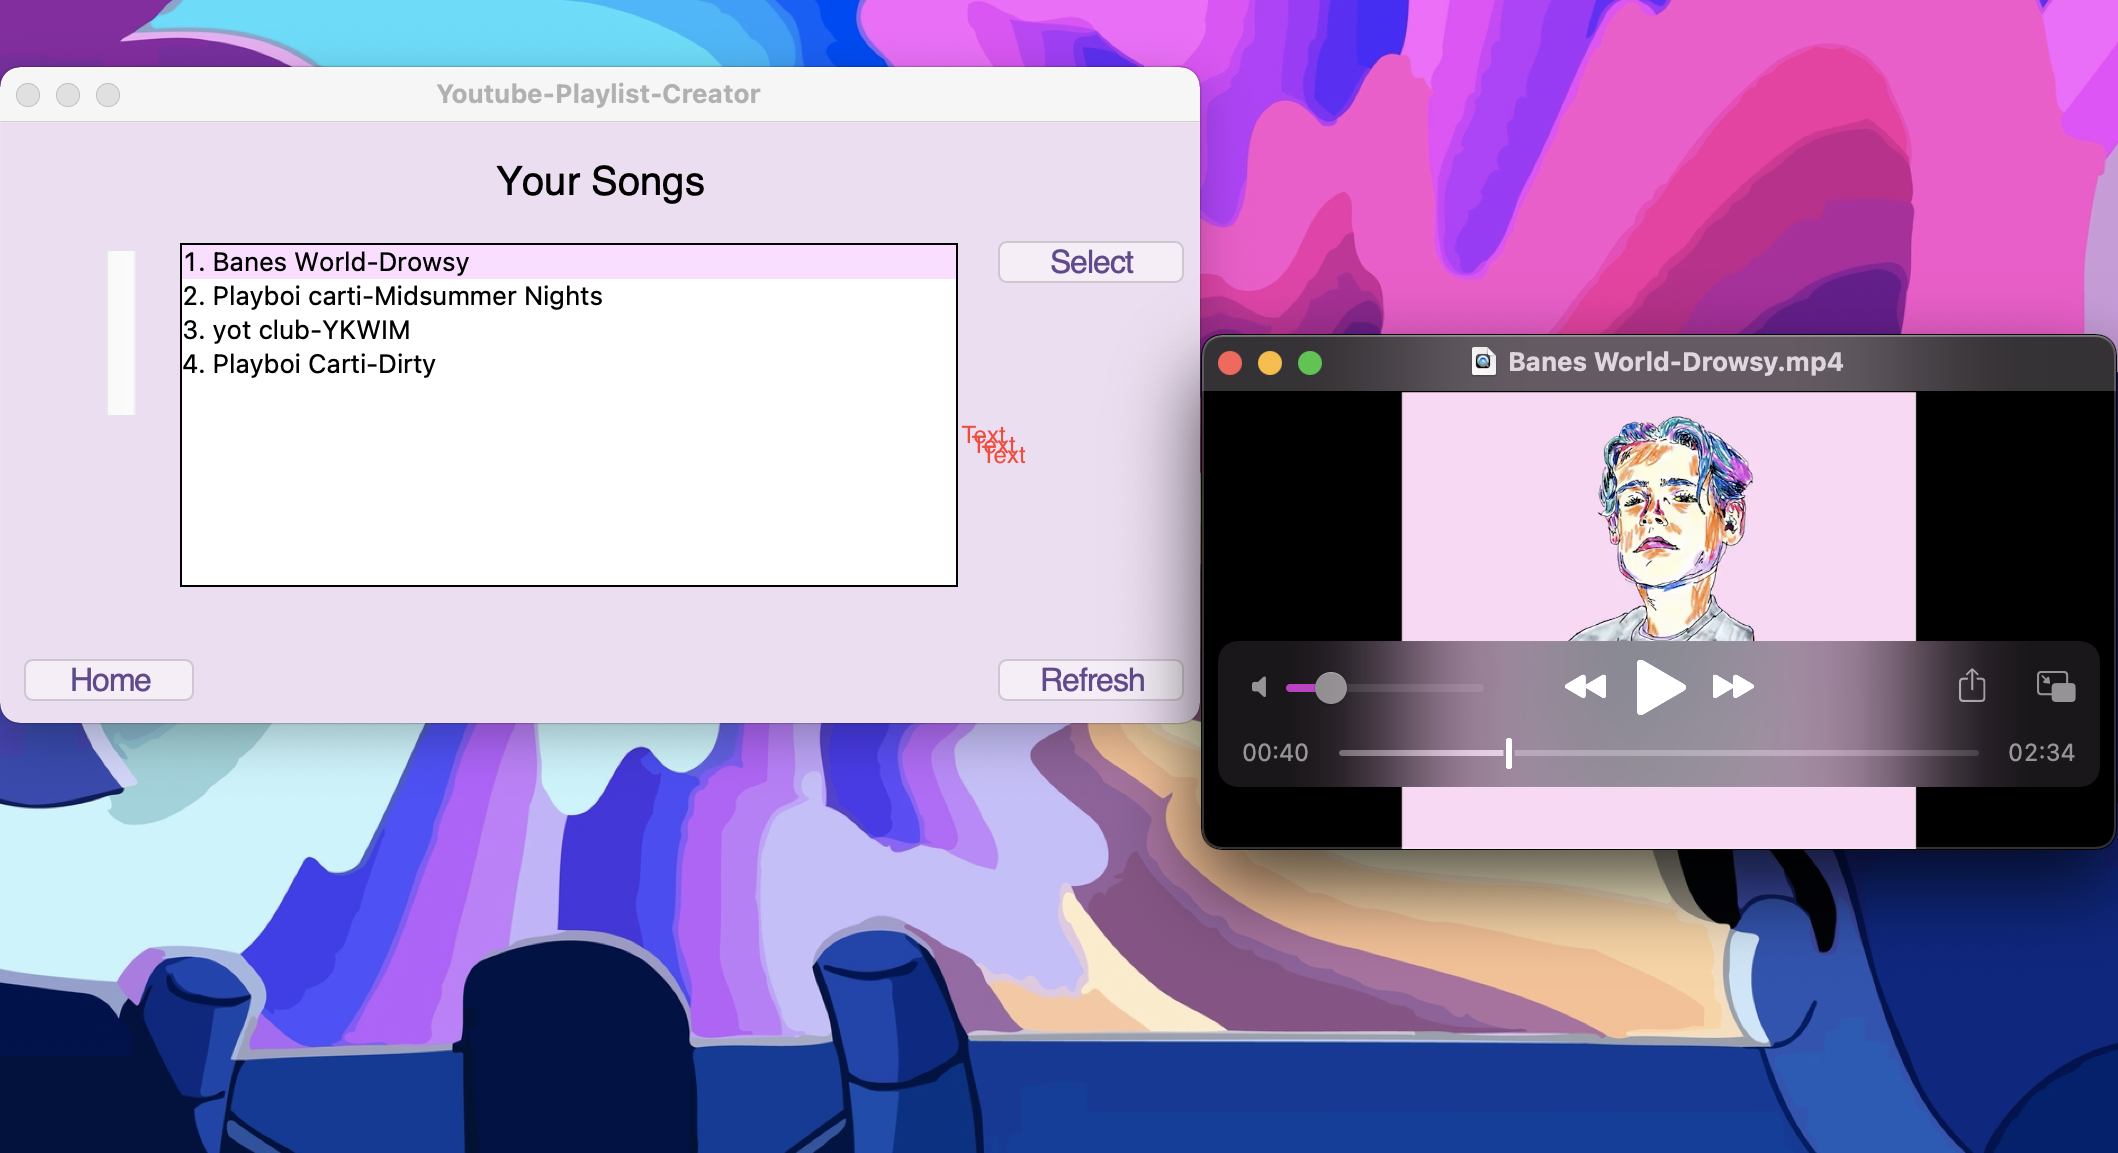 Youtube-Playlist-Creator
Your Songs
1. Banes World-Drowsy
2. Playboi carti-Midsummer Nights
3. yot club-YKWIM
4. Playboi Carti-Dirty
Select
Text
Text
Text
Home
Refresh
Banes World-Drowsy.mp4
00:40
02:34